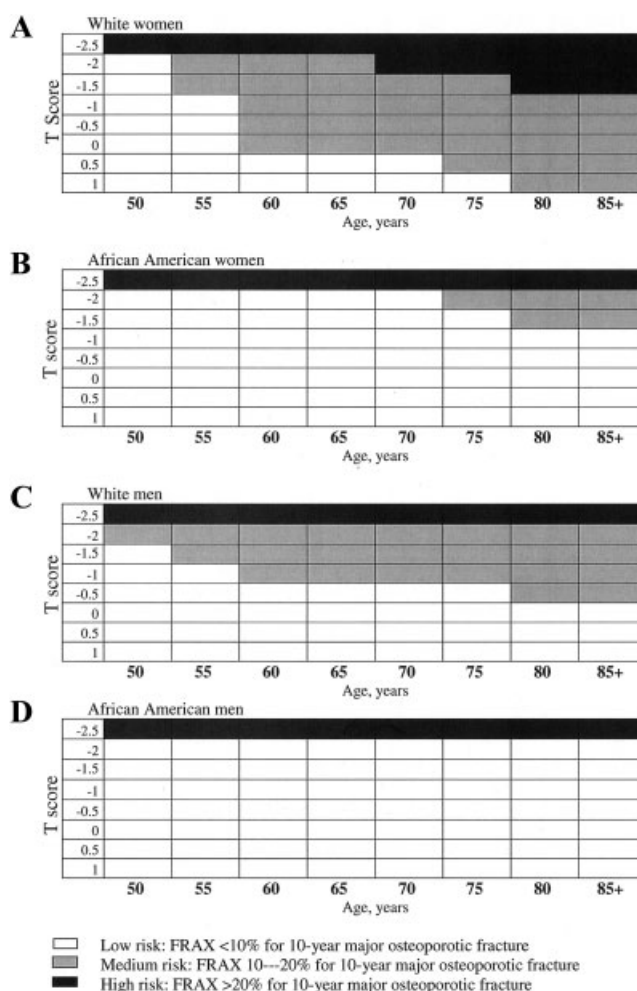 A
White women
-2.5
-2
-1.5
-1
-0.5
0
0.5
1
T Score
50 55 60 65 70 75 80 85+
Age, years
B
African American women
-2.5
-2
-1.5
-1
-0.5
0
0.5
1
T score
50 55 60 65 70 75 80 85+
Age, years
C
White men
-2.5
-2
-1.5
-1
-0.5
0
0.5
1
T score
50 55 60 65 70 75 80 85+
Age, years
D
African American men
-2.5
-2
-1.5
-1
-0.5
0
0.5
1
T score
50 55 60 65 70 75 80 85+
Age, years
Low risk: FRAX <10% for 10-year major osteoporotic fracture
Medium risk: FRAX 10---20% for 10-year major osteoporotic fracture
High risk: FRAX >20% for 10-year major osteoporotic fracture